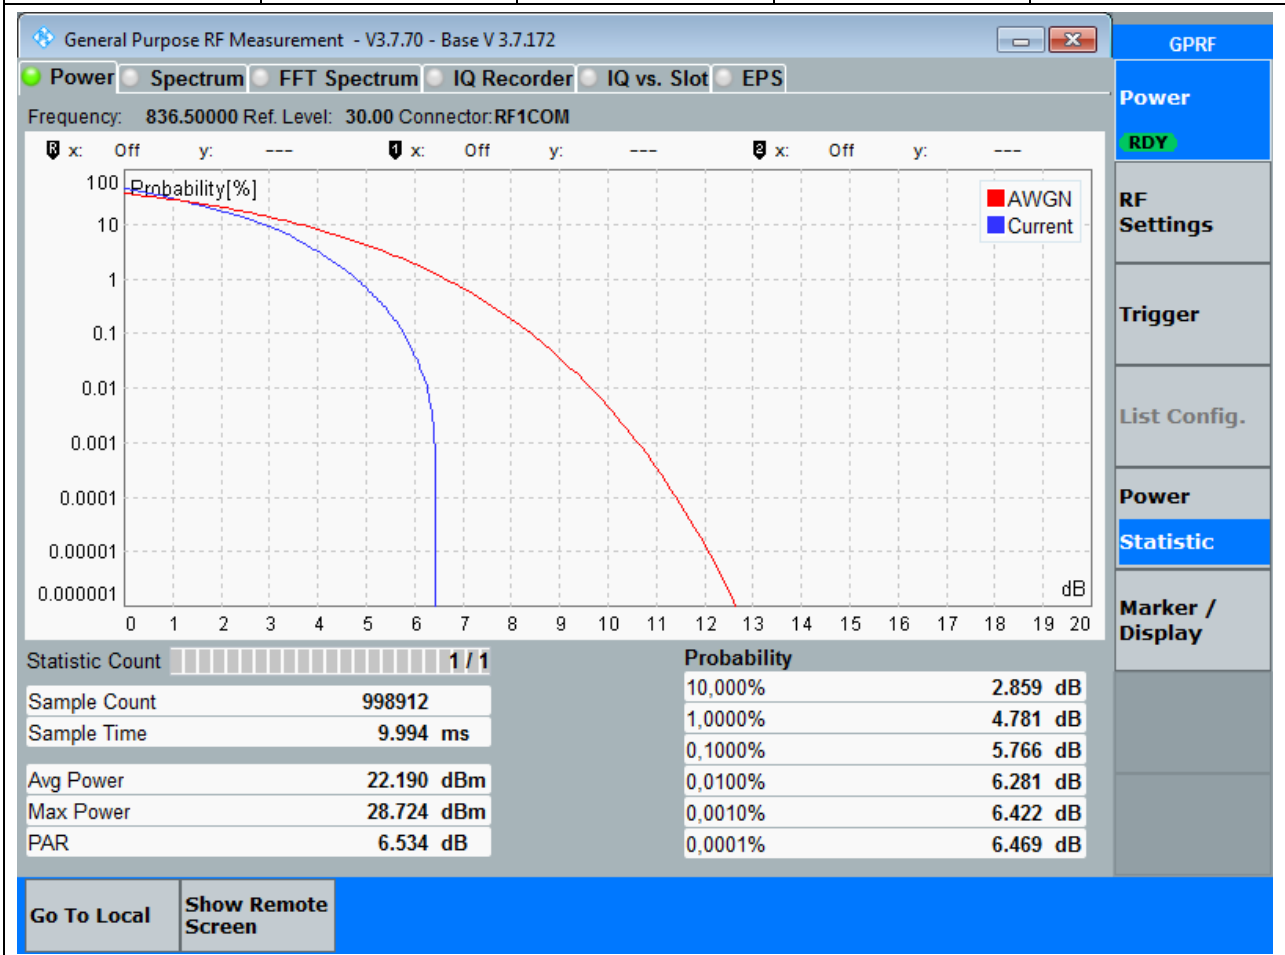 General Purpose RF Measurement - V3.7.70 - Base V 3.7.172
GPRF
Power Spectrum FFT Spectrum IQ Recorder IQ vs. Slot EPS
Power
RDY
Frequency: 836.50000 Ref. Level: 30.00 Connector:RF1COM
R x: Off y: --- 1 x: Off y: --- 2 x: Off y: ---
Probability[%]
AWGN
Current
100
10
1
0.1
0.01
0.001
0.0001
0.00001
0.000001
dB
0 1 2 3 4 5 6 7 8 9 10 11 12 13 14 15 16 17 18 19 20
RF
Settings
Trigger
List Config.
Power
Statistic
Marker /
Display
Statistic Count 1 / 1
Sample Count 998912
Sample Time 9.994 ms
Avg Power 22.190 dBm
Max Power 28.724 dBm
PAR 6.534 dB
Probability
10,000% 2.859 dB
1,0000% 4.781 dB
0,1000% 5.766 dB
0,0100% 6.281 dB
0,0010% 6.422 dB
0,0001% 6.469 dB
Go To Local
Show Remote
Screen